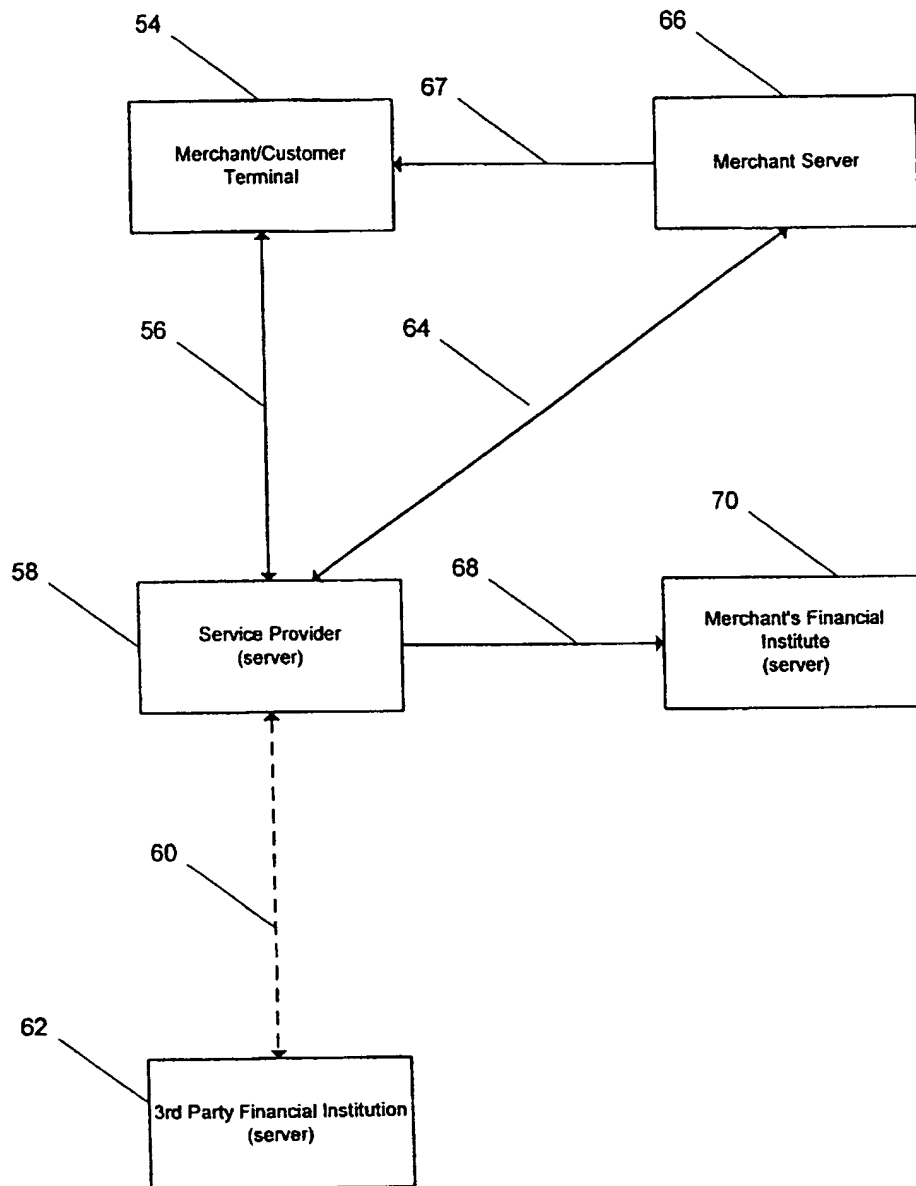 54
66
67
Merchant/Customer
Terminal
Merchant Server
56
64
70
58
68
Service Provider
(server)
Merchant's Financial
Institute
(server)
60
62
3rd Party Financial Institution
(server)